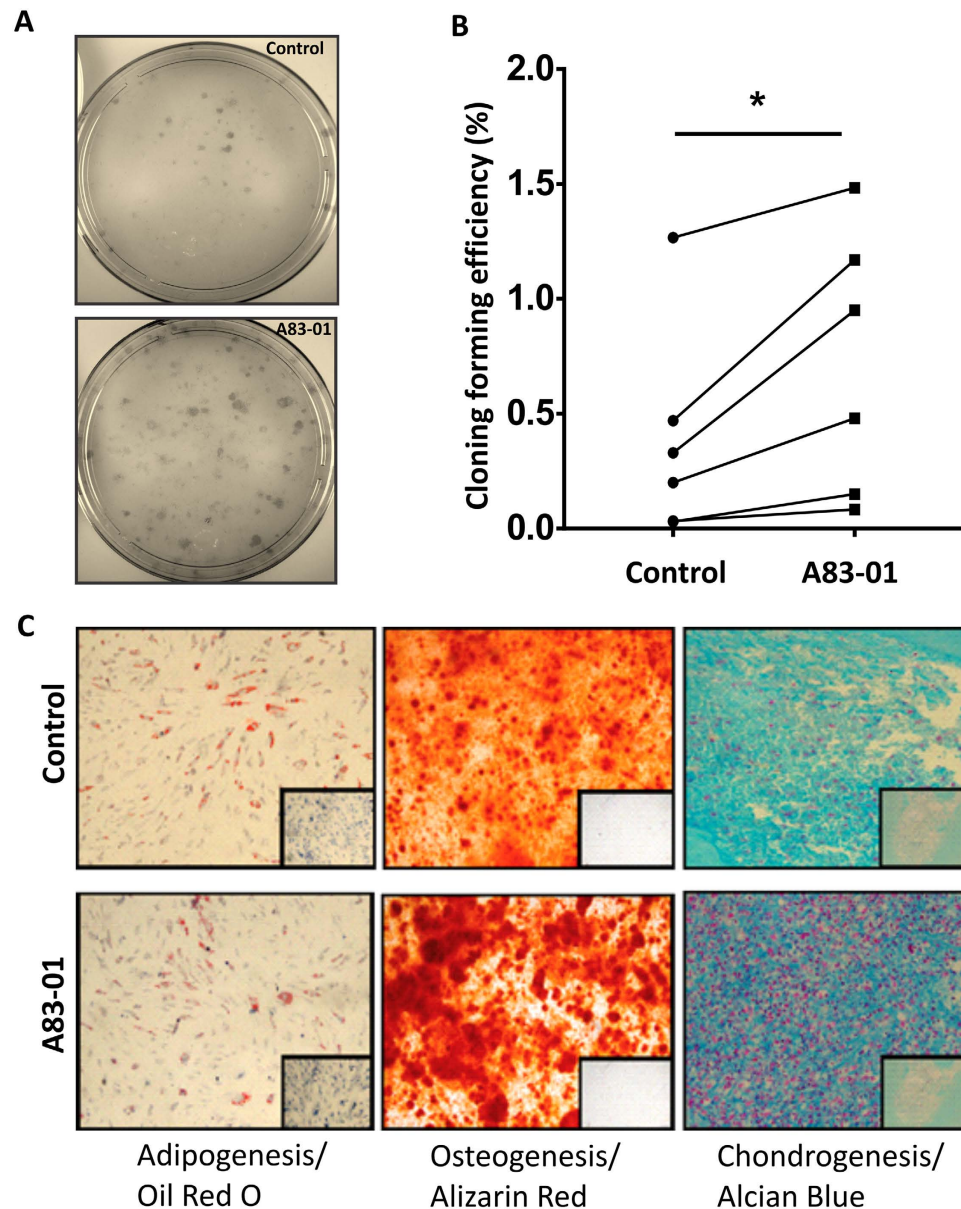 A
Control
A83-01
B
Cloning forming efficiency (%)
2.0
1.5
1.0
0.5
0.0
*
Control
A83-01
C
Control
A83-01
Adipogenesis/
Oil Red O
Osteogenesis/
Alizarin Red
Chondrogenesis/
Alcian Blue